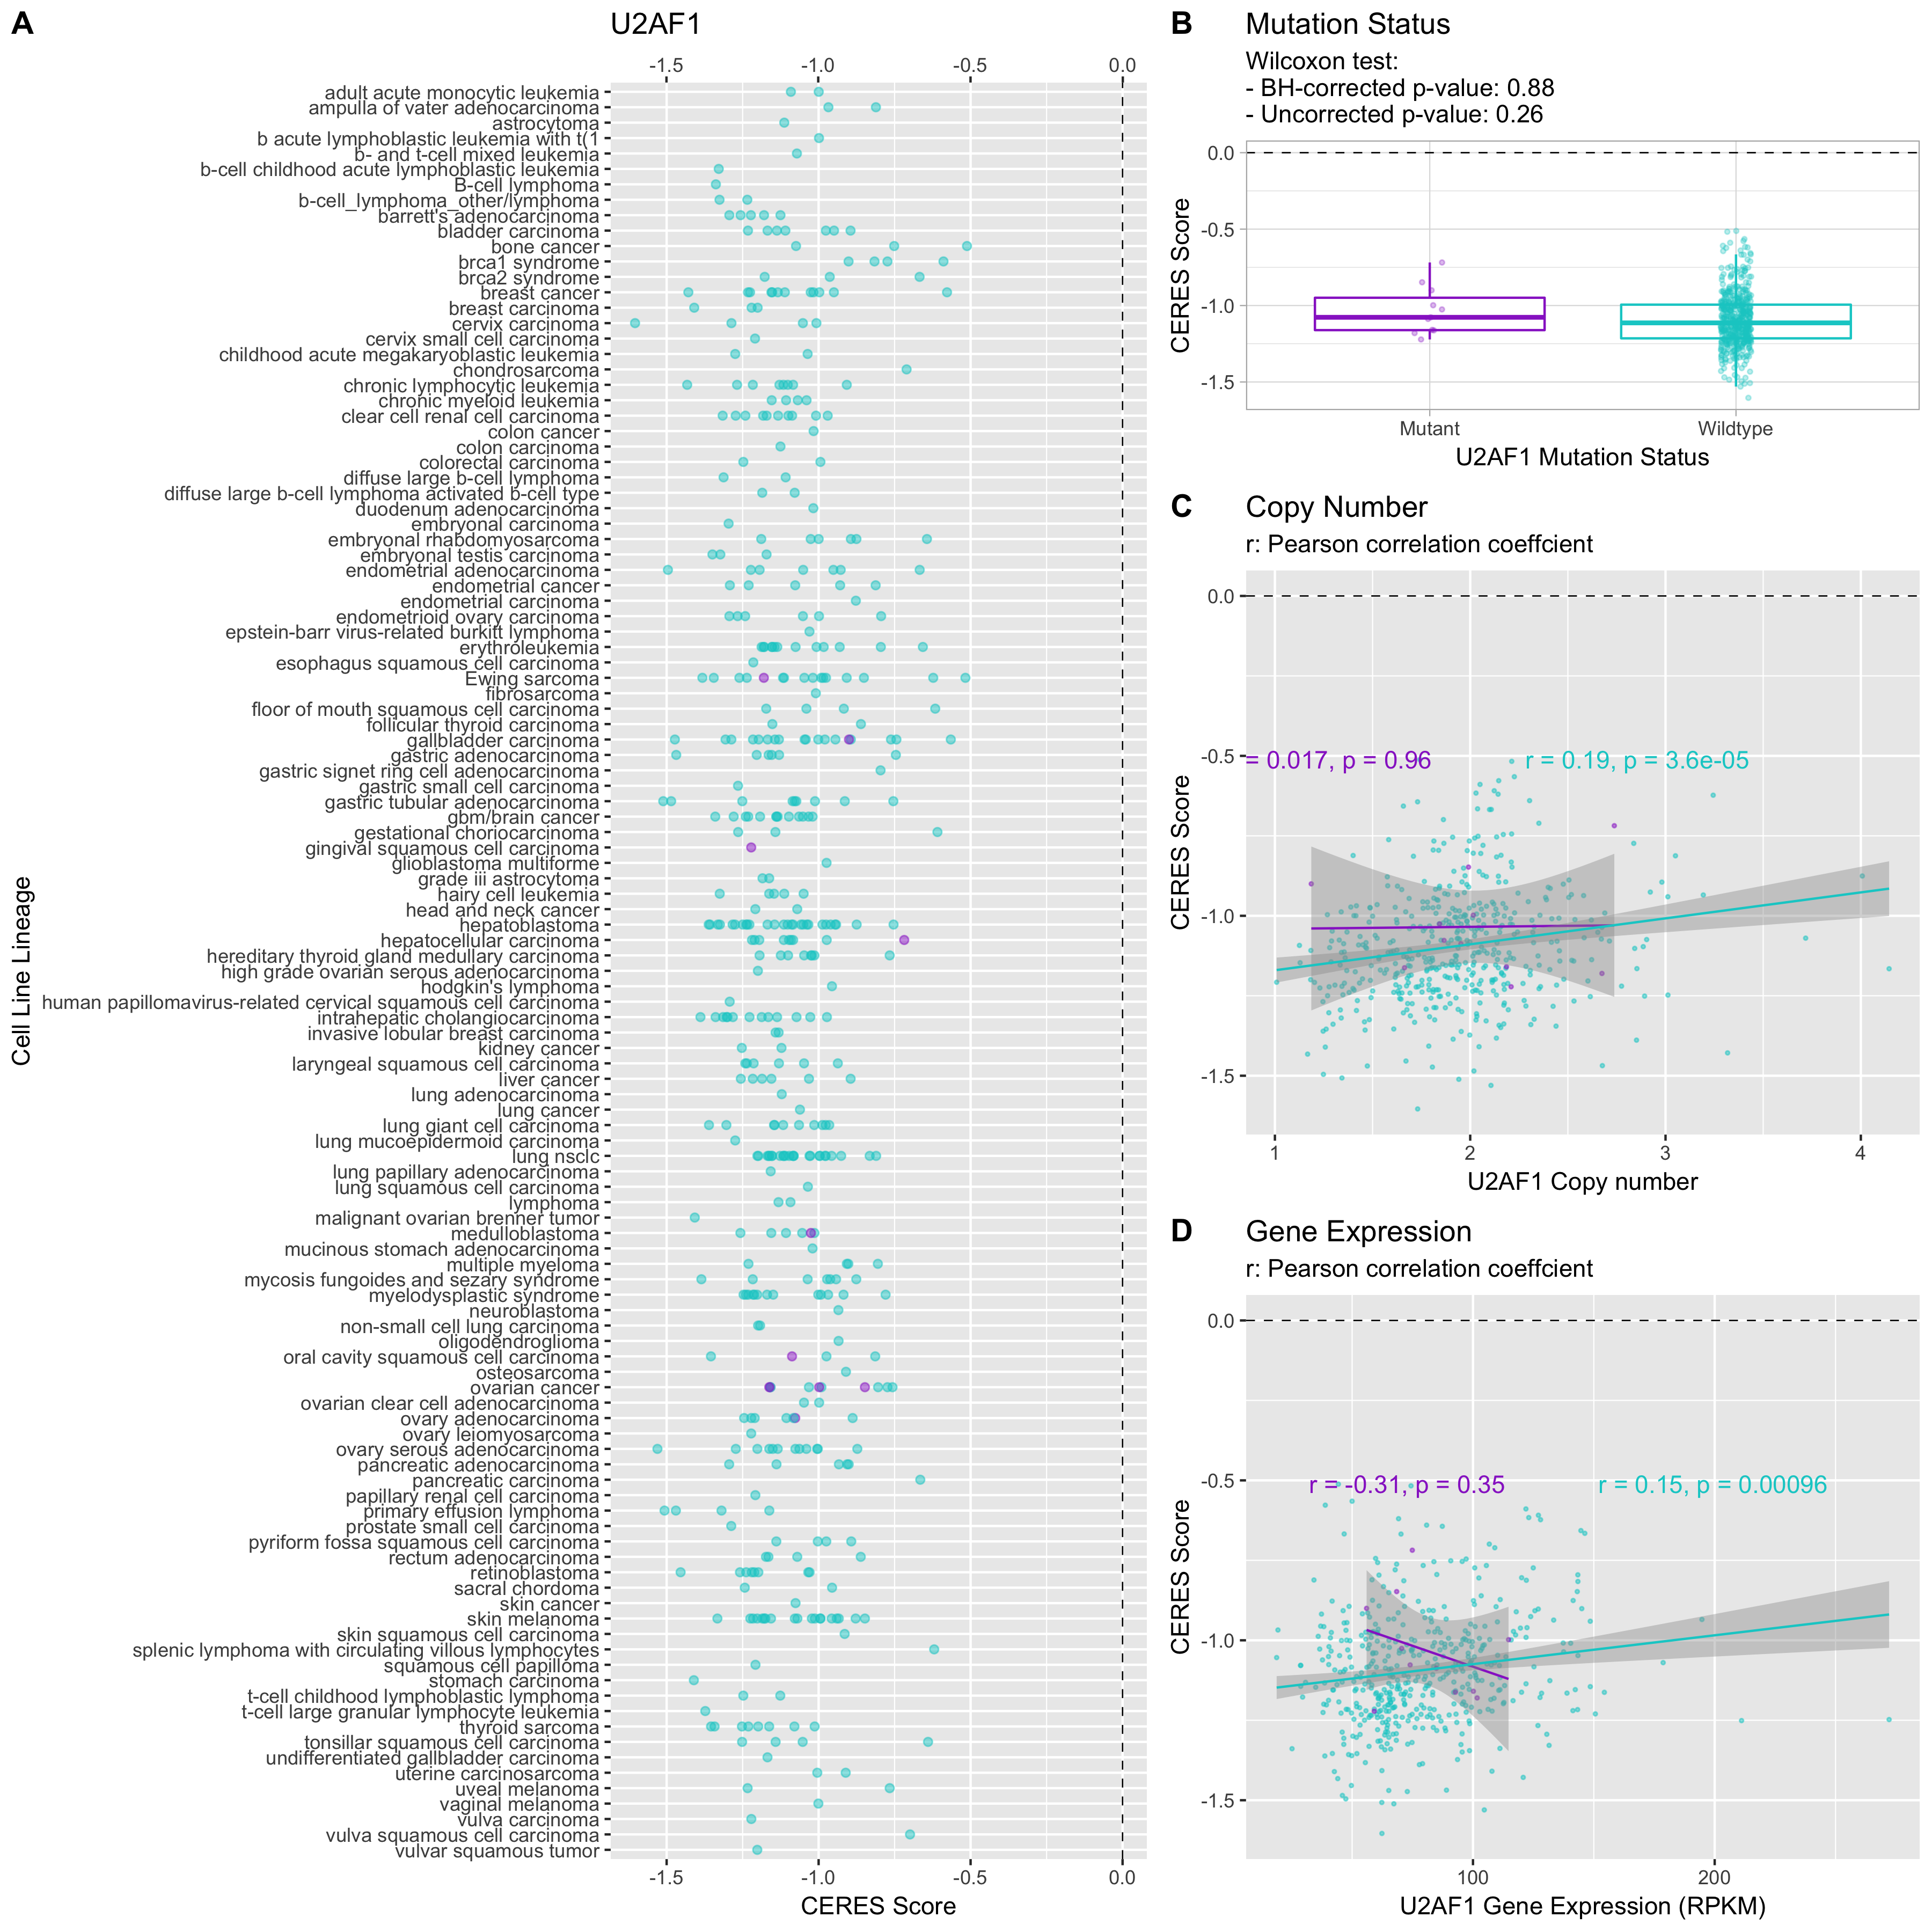 A
U2AF1
-1.5 -1.0 -0.5 0.0
adult acute monocytic leukemia
ampulla of vater adenocarcinoma
astrocytoma
b acute lymphoblastic leukemia with t(1
b- and t-cell mixed leukemia
b-cell childhood acute lymphoblastic leukemia
B-cell lymphoma
b-cell_lymphoma_other/lymphoma
barrett's adenocarcinoma
bladder carcinoma
bone cancer
brca1 syndrome
brca2 syndrome
breast cancer
breast carcinoma
cervix carcinoma
cervix small cell carcinoma
childhood acute megakaryoblastic leukemia
chondrosarcoma
chronic lymphocytic leukemia
chronic myeloid leukemia
clear cell renal cell carcinoma
colon cancer
colon carcinoma
colorectal carcinoma
diffuse large b-cell lymphoma
diffuse large b-cell lymphoma activated b-cell type
duodenum adenocarcinoma
embryonal carcinoma
embryonal rhabdomyosarcoma
embryonal testis carcinoma
endometrial adenocarcinoma
endometrial cancer
endometrial carcinoma
endometrioid ovary carcinoma
epstein-barr virus-related burkitt lymphoma
erythroleukemia
esophagus squamous cell carcinoma
Ewing sarcoma
fibrosarcoma
floor of mouth squamous cell carcinoma
follicular thyroid carcinoma
gallbladder carcinoma
gastric adenocarcinoma
gastric signet ring cell adenocarcinoma
gastric small cell carcinoma
gastric tubular adenocarcinoma
gbm/brain cancer
gestational choriocarcinoma
gingival squamous cell carcinoma
glioblastoma multiforme
grade iii astrocytoma
hairy cell leukemia
head and neck cancer
hepatoblastoma
hepatocellular carcinoma
hereditary thyroid gland medullary carcinoma
high grade ovarian serous adenocarcinoma
hodgkin's lymphoma
human papillomavirus-related cervical squamous cell carcinoma
intrahepatic cholangiocarcinoma
invasive lobular breast carcinoma
kidney cancer
laryngeal squamous cell carcinoma
liver cancer
lung adenocarcinoma
lung cancer
lung giant cell carcinoma
lung mucoepidermoid carcinoma
lung nsclc
lung papillary adenocarcinoma
lung squamous cell carcinoma
lymphoma
malignant ovarian brenner tumor
medulloblastoma
mucinous stomach adenocarcinoma
multiple myeloma
mycosis fungoides and sezary syndrome
myelodysplastic syndrome
neuroblastoma
non-small cell lung carcinoma
oligodendroglioma
oral cavity squamous cell carcinoma
osteosarcoma
ovarian cancer
ovarian clear cell adenocarcinoma
ovary adenocarcinoma
ovary leiomyosarcoma
ovary serous adenocarcinoma
pancreatic adenocarcinoma
pancreatic carcinoma
papillary renal cell carcinoma
primary effusion lymphoma
prostate small cell carcinoma
pyriform fossa squamous cell carcinoma
rectum adenocarcinoma
retinoblastoma
sacral chordoma
skin cancer
skin melanoma
skin squamous cell carcinoma
splenic lymphoma with circulating villous lymphocytes
squamous cell papilloma
stomach carcinoma
t-cell childhood lymphoblastic lymphoma
t-cell large granular lymphocyte leukemia
thyroid sarcoma
tonsillar squamous cell carcinoma
undifferentiated gallbladder carcinoma
uterine carcinosarcoma
uveal melanoma
vaginal melanoma
vulva carcinoma
vulva squamous cell carcinoma
vulvar squamous tumor
-1.5 -1.0 -0.5 0.0
CERES Score
Cell Line Lineage
B
Mutation Status
Wilcoxon test:
- BH-corrected p-value: 0.88
- Uncorrected p-value: 0.26
0.0
-0.5
-1.0
-1.5
CERES Score
Mutant Wildtype
U2AF1 Mutation Status
C
Copy Number
r: Pearson correlation coeffcient
0.0
-0.5
-1.0
-1.5
CERES Score
= 0.017, p = 0.96
r = 0.19, p = 3.6e-05
1 2 3 4
U2AF1 Copy number
D
Gene Expression
r: Pearson correlation coeffcient
0.0
-0.5
-1.0
-1.5
CERES Score
r = -0.31, p = 0.35
r = 0.15, p = 0.00096
100 200
U2AF1 Gene Expression (RPKM)